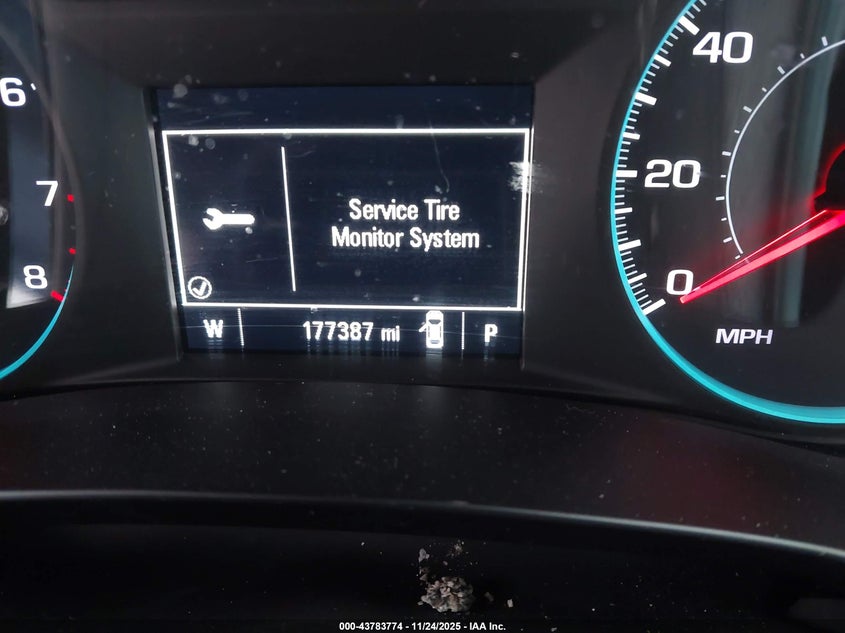 6
7
8
Service Tire
Monitor System
W 177387 mi P
40
20
0
MPH
000-43783774 - 11/24/2025 - IAA Inc.